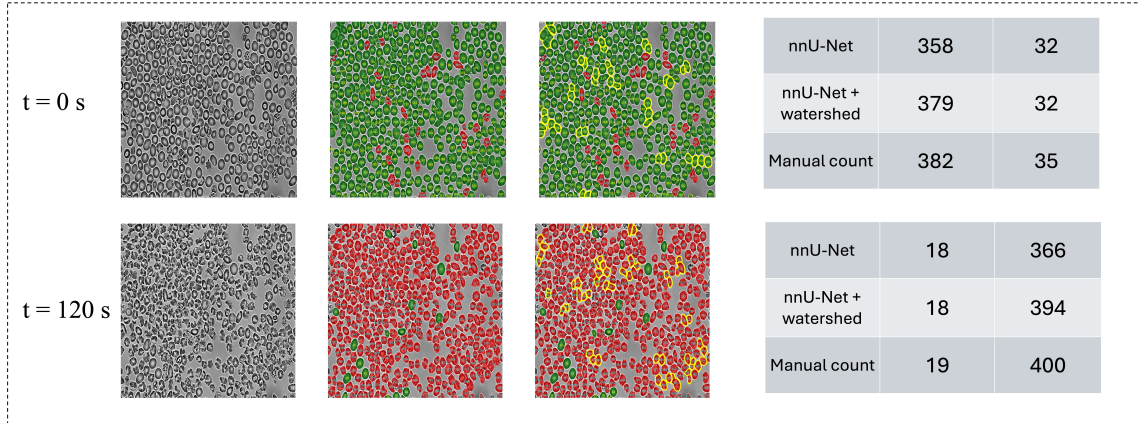 t = 0 s
nnU-Net 358 32
nnU-Net +
watershed 379 32
Manual count 382 35
t = 120 s
nnU-Net 18 366
nnU-Net +
watershed 18 394
Manual count 19 400